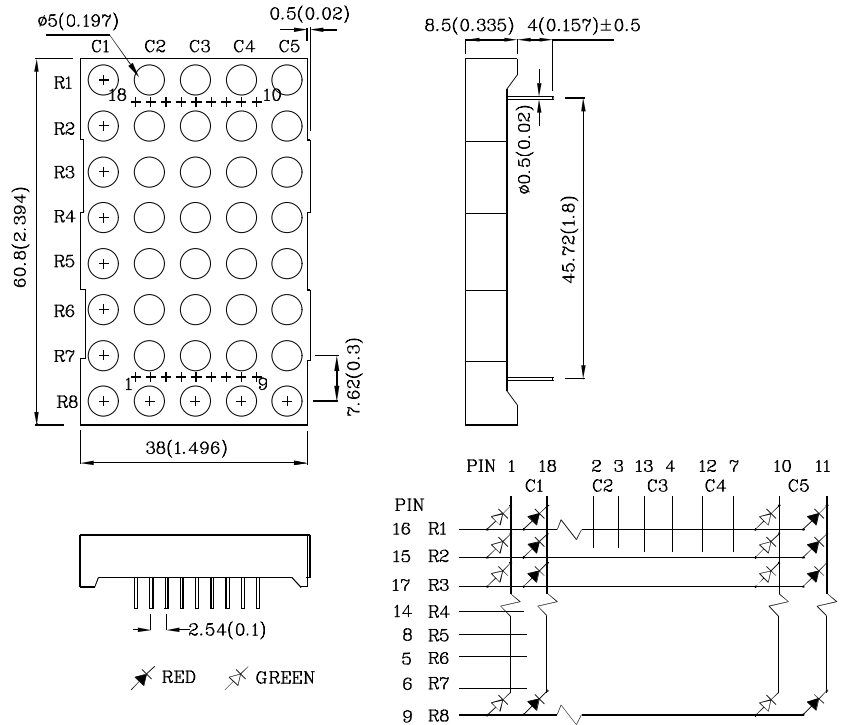 ø5(0.197)
0.5(0.02)
8.5(0.335) 4(0.157)±0.5
C1 C2 C3 C4 C5
R1
18 10
R2
R3
R4
R5
R6
R7
1 9
R8
60.8(2.394)
7.62(0.3)
38(1.496)
ø0.5(0.02)
45.72(1.8)
2.54(0.1)
RED GREEN
PIN 1 18 2 3 13 4 12 7 10 11
C1 C2 C3 C4 C5
PIN
16 R1
15 R2
17 R3
14 R4
8 R5
5 R6
6 R7
9 R8